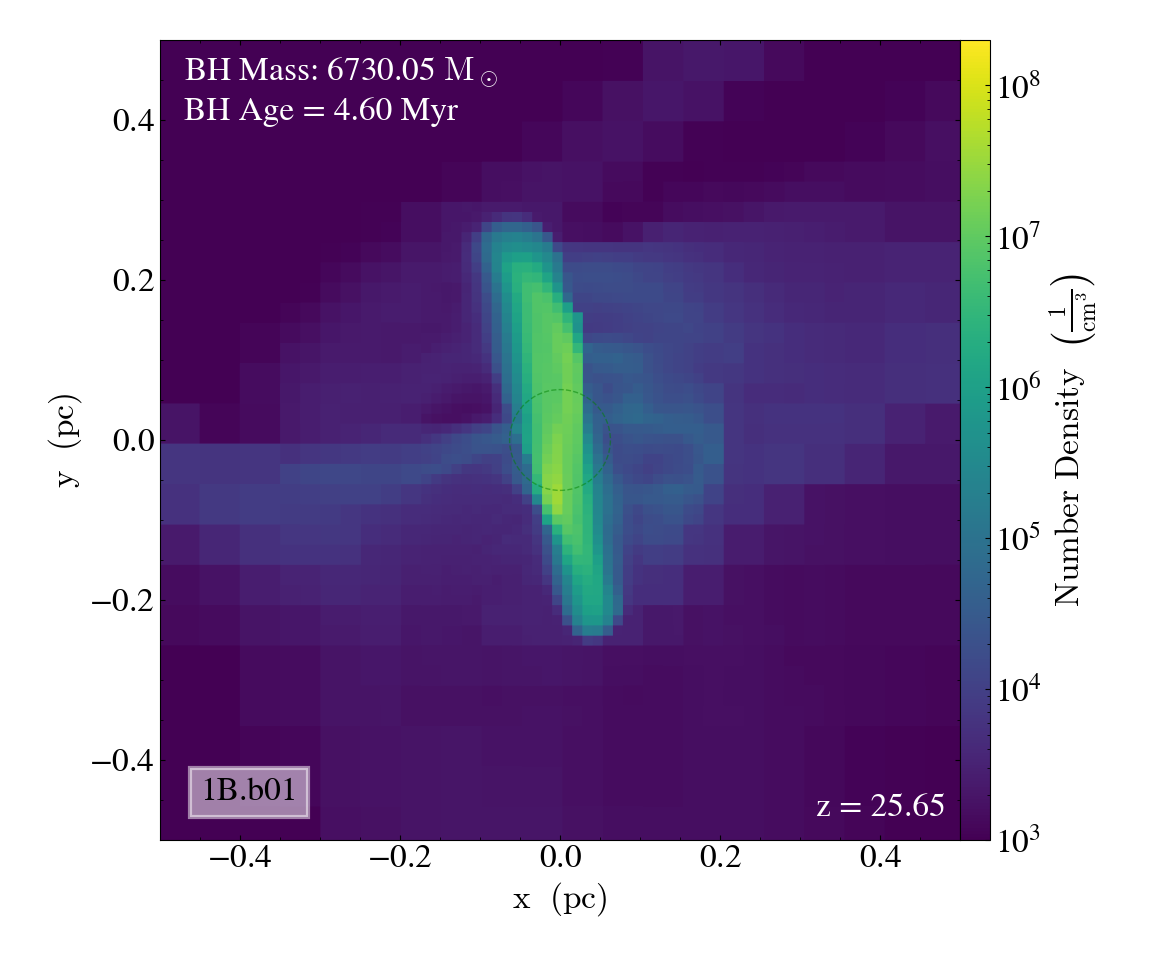 BH Mass: 6730.05 M⊙
BH Age = 4.60 Myr
0.4
0.2
0.0
−0.2
−0.4
y (pc)
1B.b01
z = 25.65
−0.4 −0.2 0.0 0.2 0.4
x (pc)
10⁸
10⁷
10⁶
10⁵
10⁴
10³
Number Density (1/cm³)